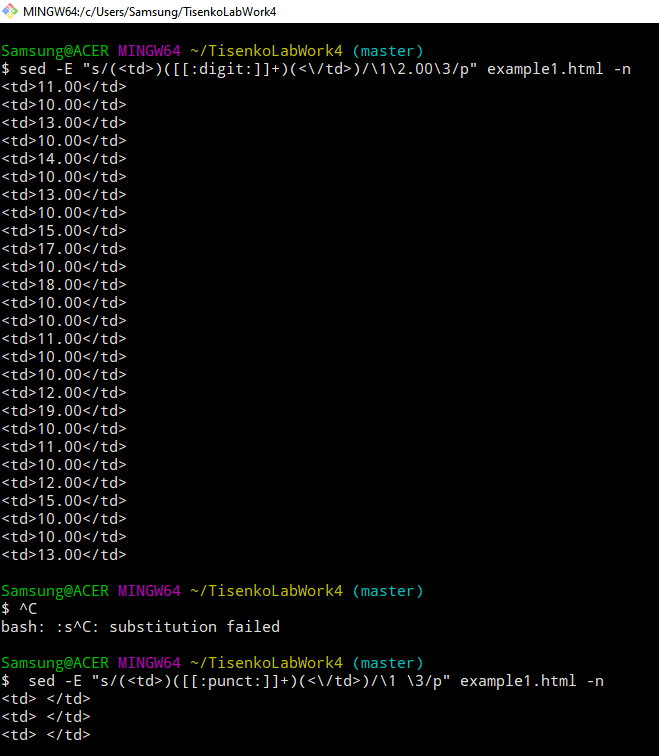 MINGW64:/c/Users/Samsung/TisenkoLabWork4
Samsung@ACER MINGW64 ~/TisenkoLabWork4 (master)
$ sed -E "s/(<td>)([[:digit:]]+)(<\/td>)/\1\2.00\3/p" example1.html -n
<td>11.00</td>
<td>10.00</td>
<td>13.00</td>
<td>10.00</td>
<td>14.00</td>
<td>10.00</td>
<td>13.00</td>
<td>10.00</td>
<td>15.00</td>
<td>17.00</td>
<td>10.00</td>
<td>18.00</td>
<td>10.00</td>
<td>10.00</td>
<td>11.00</td>
<td>10.00</td>
<td>10.00</td>
<td>12.00</td>
<td>19.00</td>
<td>10.00</td>
<td>11.00</td>
<td>10.00</td>
<td>12.00</td>
<td>15.00</td>
<td>10.00</td>
<td>10.00</td>
<td>13.00</td>
Samsung@ACER MINGW64 ~/TisenkoLabWork4 (master)
$ ^C
bash: :s^C: substitution failed
Samsung@ACER MINGW64 ~/TisenkoLabWork4 (master)
$  sed -E "s/(<td>)([[:punct:]]+)(<\/td>)/\1 \3/p" example1.html -n
<td> </td>
<td> </td>
<td> </td>